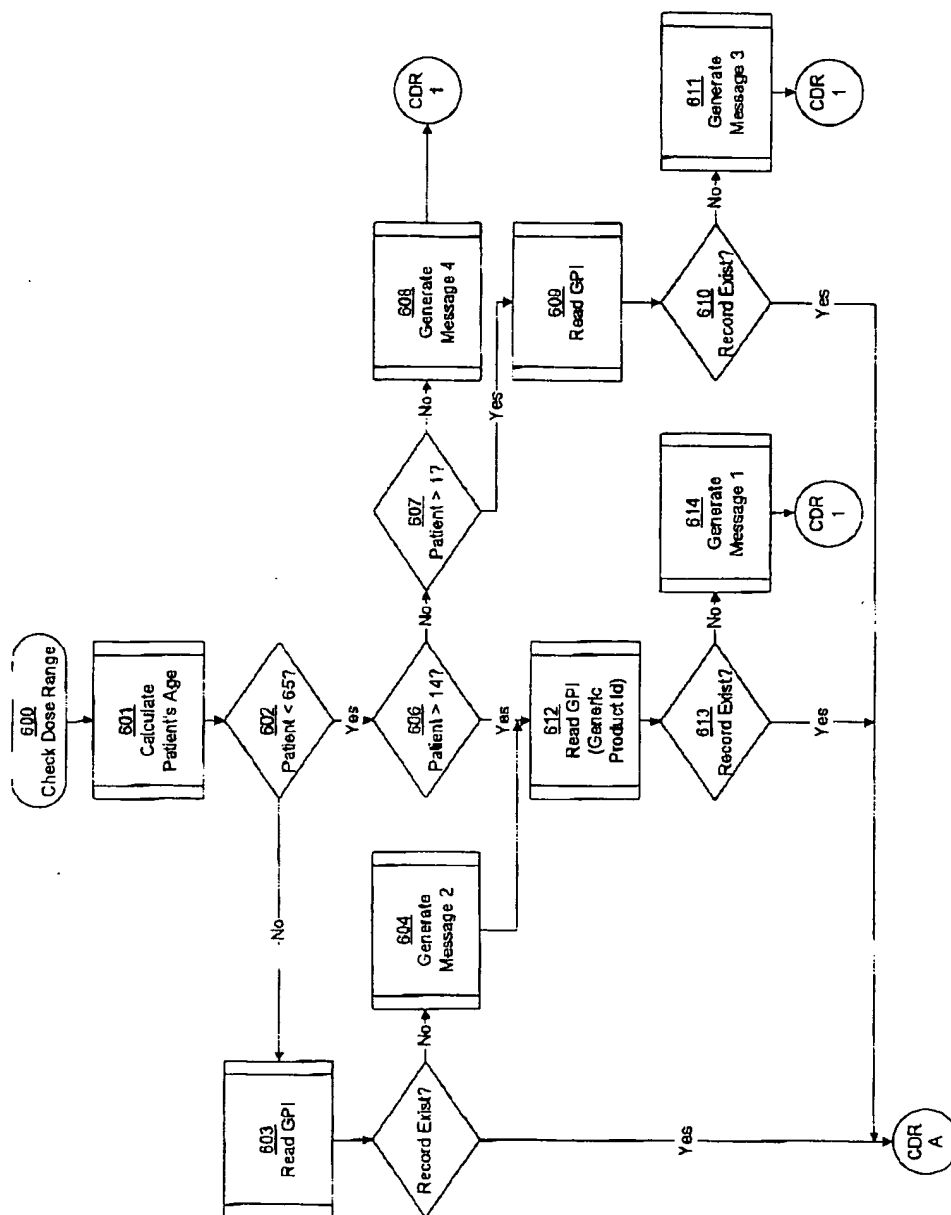 600
Check Dose Range
601
Calculate
Patient's Age
602
Patient < 65?
No
Yes
603
Read GPI
Record Exist?
No
Yes
604
Generate
Message 2
606
Patient > 14?
No
Yes
607
Patient > 1?
No
Yes
608
Generate
Message 4
CDR
1
609
Read GPI
610
Record Exist?
No
Yes
611
Generate
Message 3
CDR
1
612
Read GPI
(Generic
Product Id)
613
Record Exist?
No
Yes
614
Generate
Message 1
CDR
1
CDR
A